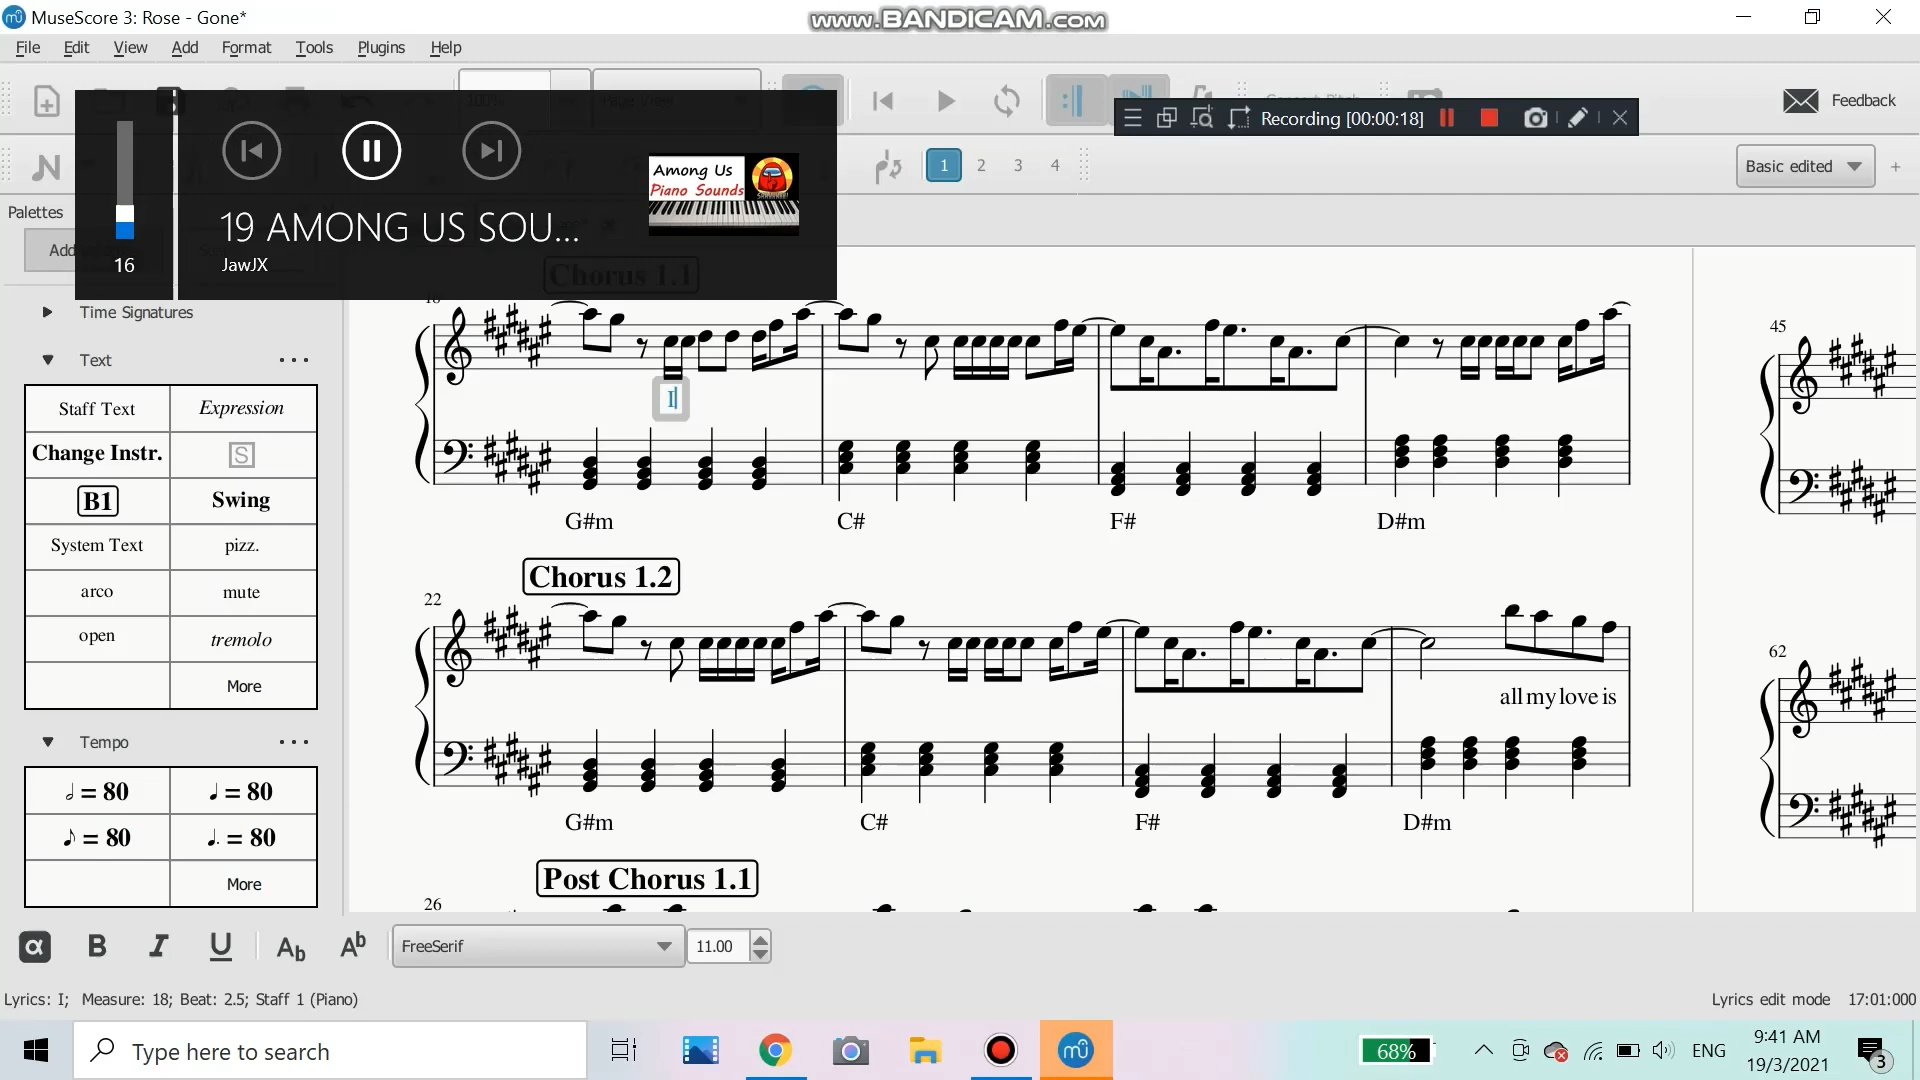 MuseScore 3: Rose - Gone*
www.BANDICAM.com
File Edit View Add Format Tools Plugins Help
Recording [00:00:18]
Feedback
1 2 3 4
Basic edited
16
19 AMONG US SOU...
JawJX
Among Us
Piano Sounds
Palettes
Time Signatures
Text
Staff Text Expression
Change Instr. S
B1 Swing
System Text pizz.
arco mute
open tremolo
More
Tempo
= 80 = 80
= 80 = 80
More
Chorus 1.1
45
I
G#m C# F# D#m
Chorus 1.2
22
62
all my love is
G#m C# F# D#m
Post Chorus 1.1
26
α B I U Ab Ab FreeSerif 11.00
Lyrics: I; Measure: 18; Beat: 2.5; Staff 1 (Piano)
Lyrics edit mode 17:01:000
Type here to search
68%
ENG
9:41 AM
19/3/2021
3